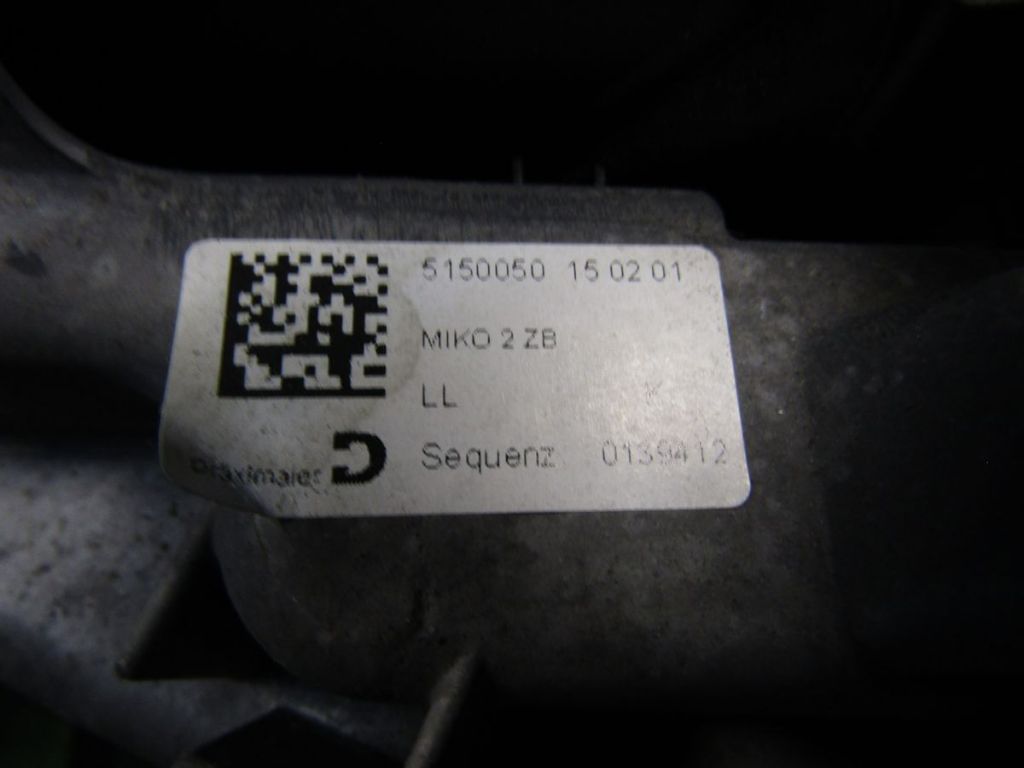 5150050 15 02 01
MIKO 2 ZB
LL K
Sequenz 0139412
Dräxlmaier